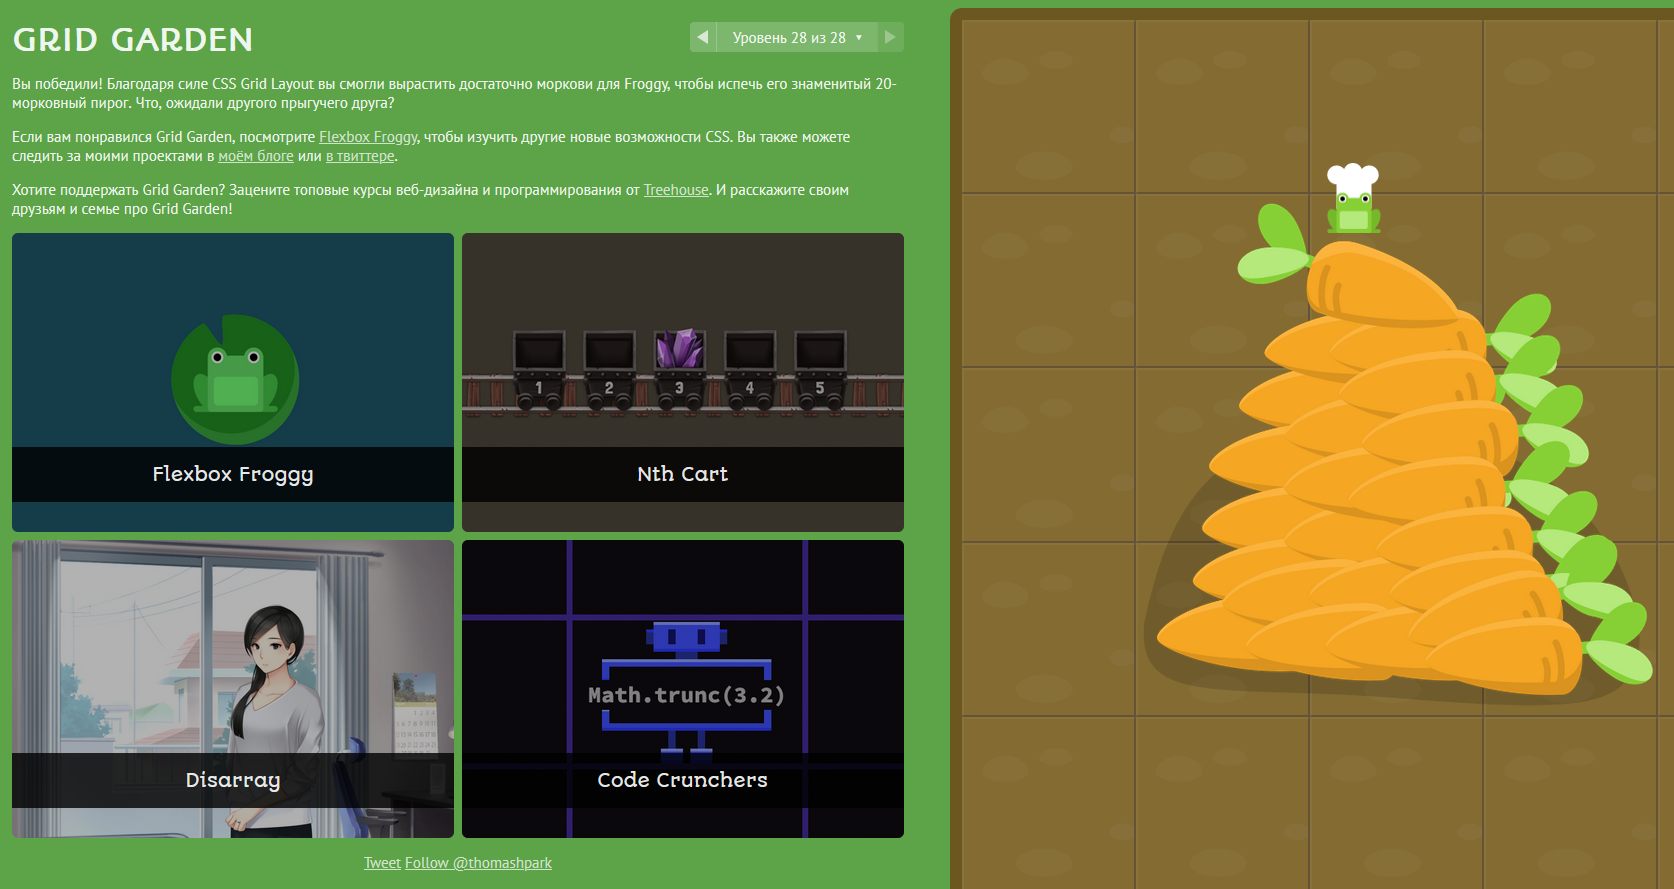 GRID GARDEN
Уровень 28 из 28 ▼
Вы победили! Благодаря силе CSS Grid Layout вы смогли вырастить достаточно моркови для Froggy, чтобы испечь его знаменитый 20-
морковный пирог. Что, ожидали другого прыгучего друга?
Если вам понравился Grid Garden, посмотрите Flexbox Froggy, чтобы изучить другие новые возможности CSS. Вы также можете
следить за моими проектами в моём блоге или в твиттере.
Хотите поддержать Grid Garden? Зацените топовые курсы веб-дизайна и программирования от Treehouse. И расскажите своим
друзьям и семье про Grid Garden!
1 2 3 4 5
Flexbox Froggy
Nth Cart
Math.trunc(3.2)
Disarray
Code Crunchers
Tweet Follow @thomashpark